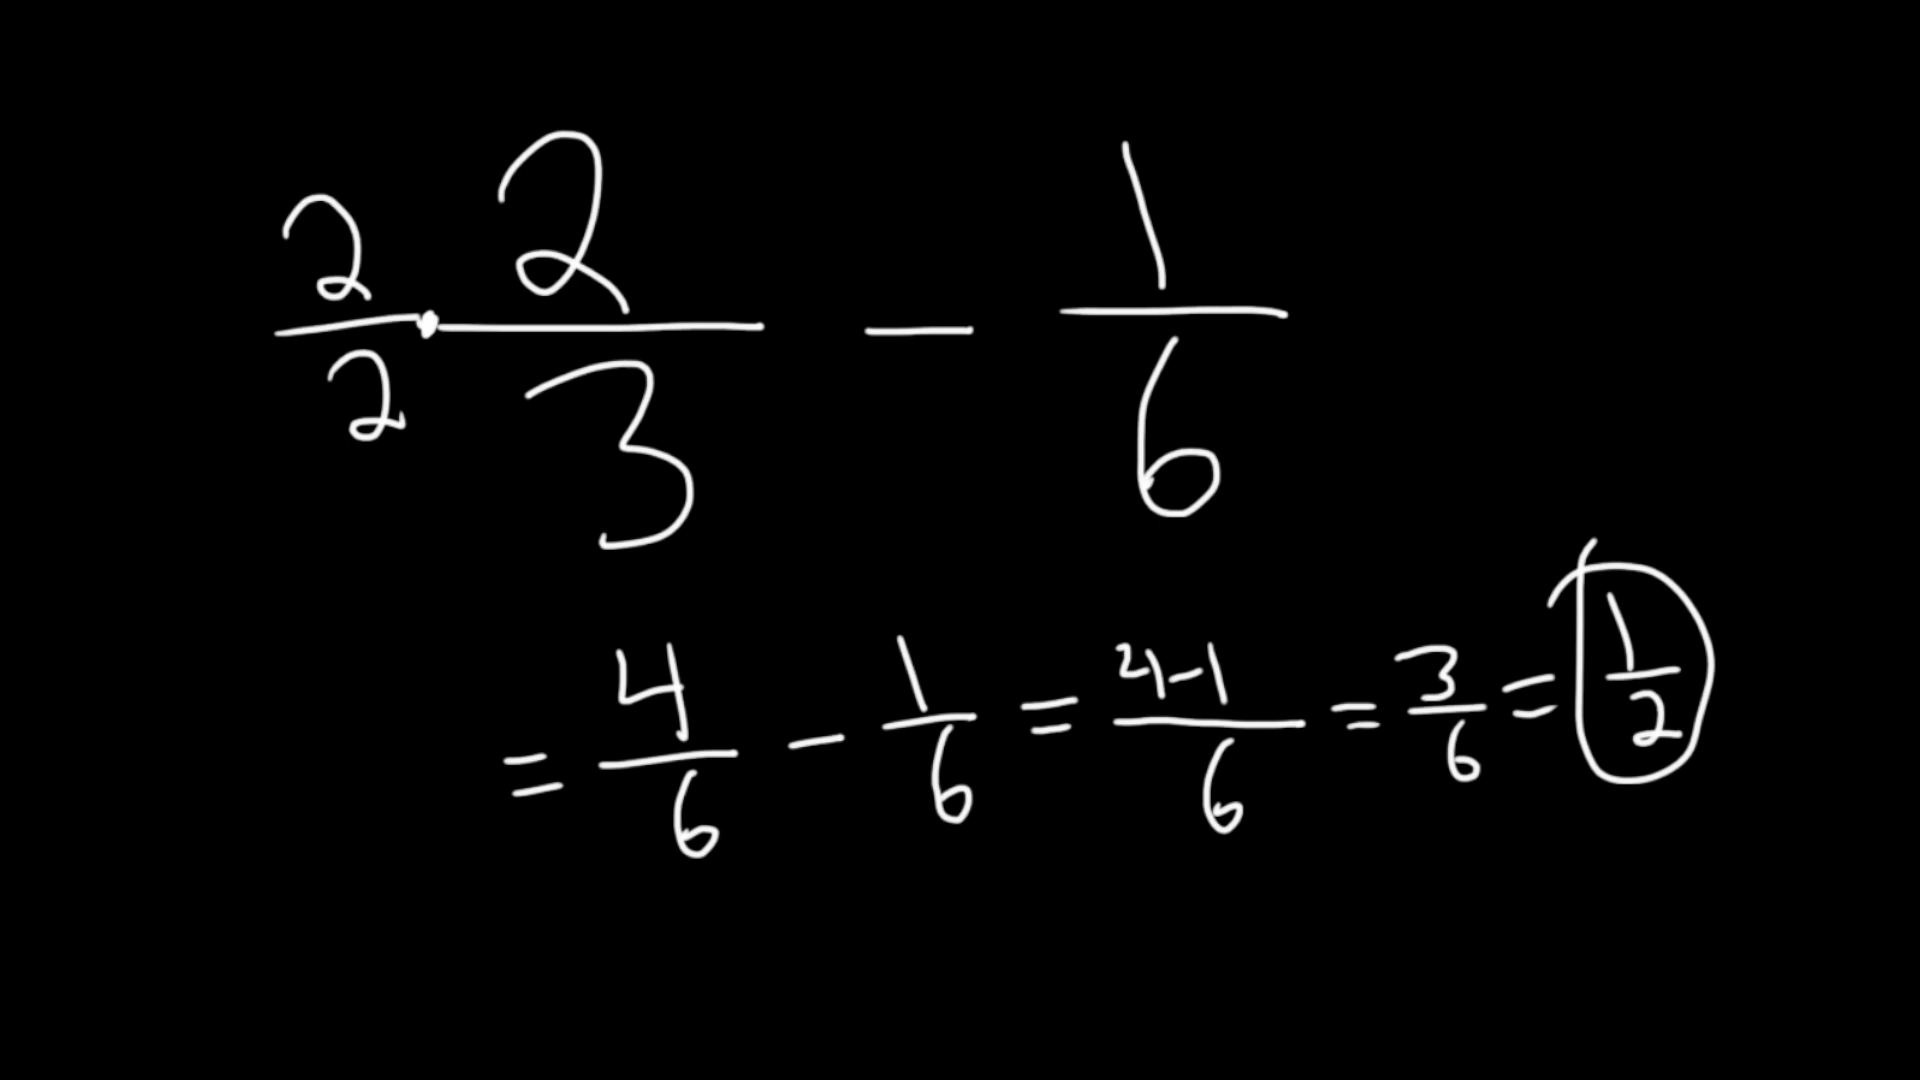 2/2 · 2/3 − 1/6
= 4/6 − 1/6 = 4-1/6 = 3/6 = 1/2